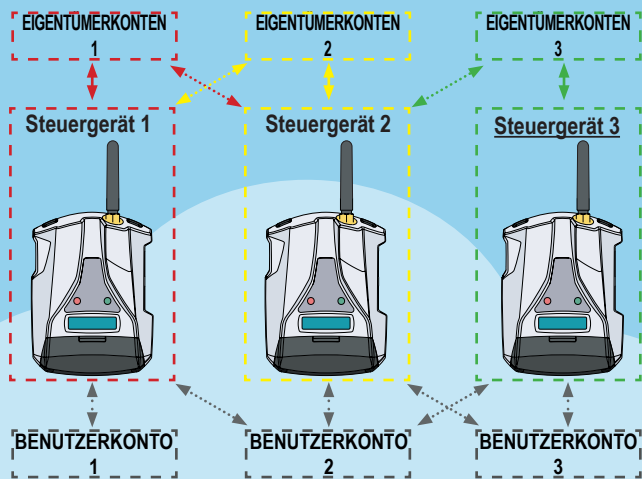 EIGENTÜMERKONTEN
1
EIGENTÜMERKONTEN
2
EIGENTÜMERKONTEN
3
Steuergerät 1
Steuergerät 2
Steuergerät 3
BENUTZERKONTO
1
BENUTZERKONTO
2
BENUTZERKONTO
3